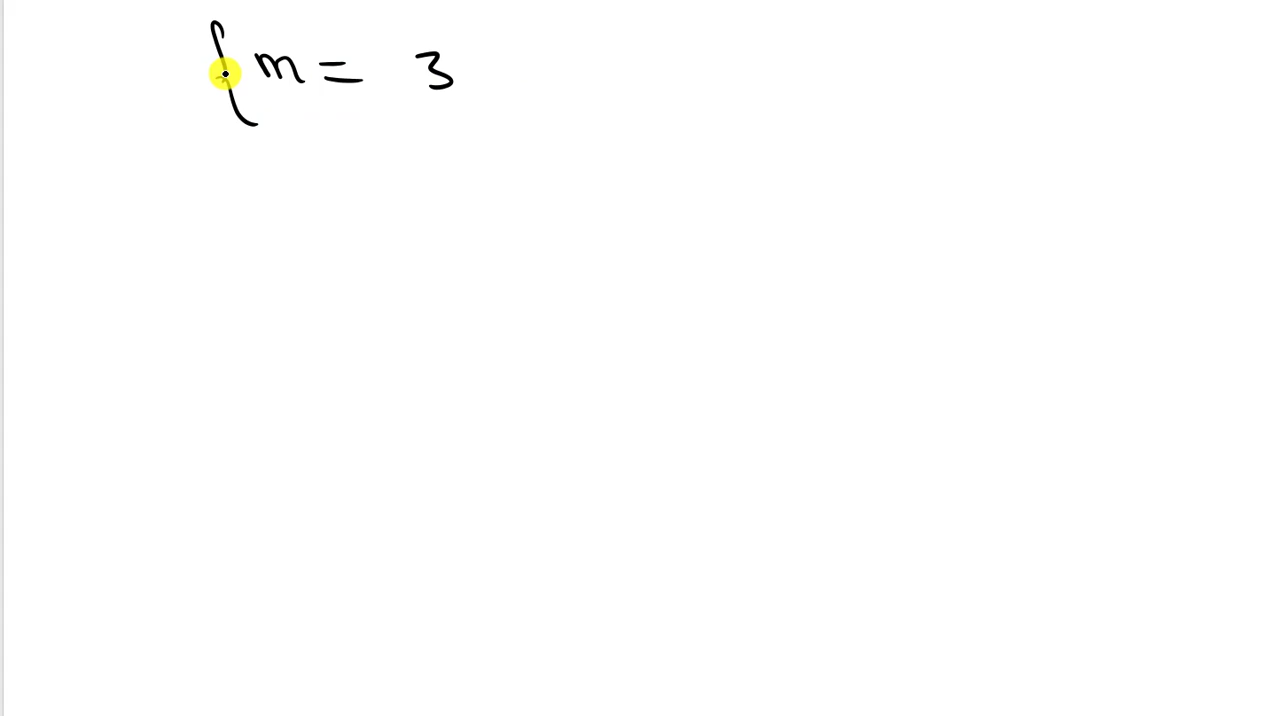 { m = 3